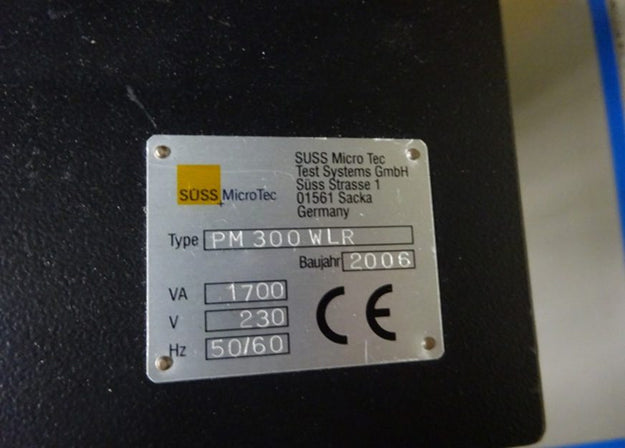 SÜSS MicroTec
SUSS Micro Tec
Test Systems GmbH
Süss Strasse 1
01561 Sacka
Germany
Type PM 300 WLR
Baujahr 2006
VA 1700
V 230
Hz 50/60
CE